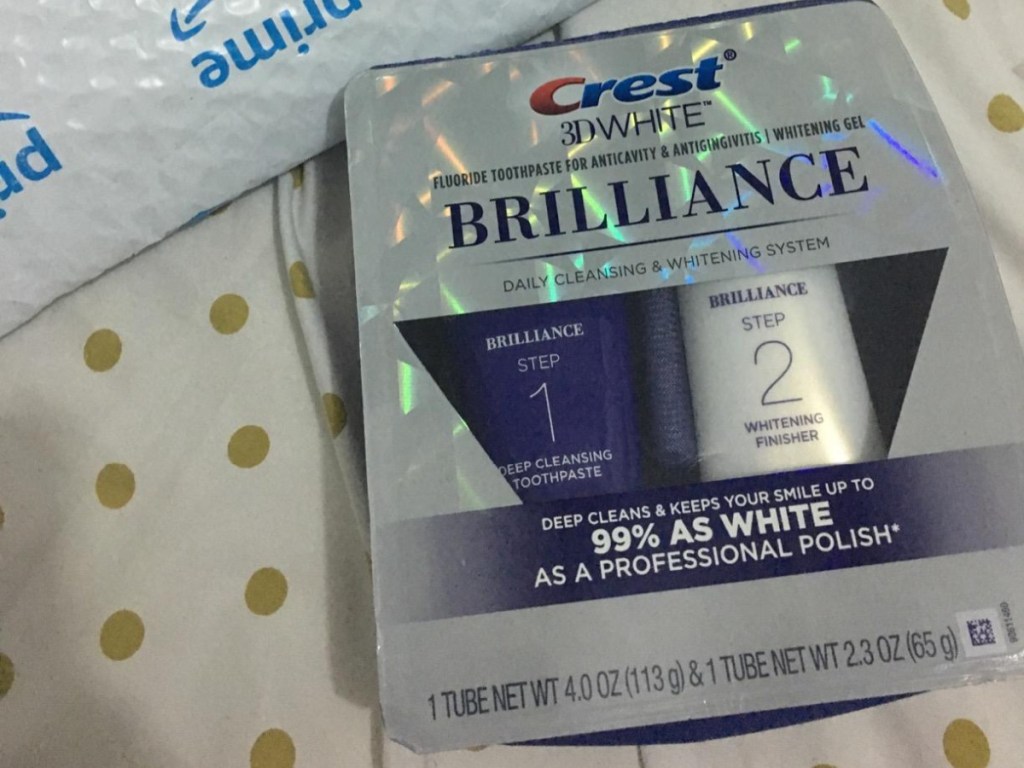 prime
pri
Crest®
3DWHITE™
FLUORIDE TOOTHPASTE FOR ANTICAVITY & ANTIGINGIVITIS | WHITENING GEL
BRILLIANCE
DAILY CLEANSING & WHITENING SYSTEM
BRILLIANCE
STEP
1
DEEP CLEANSING
TOOTHPASTE
BRILLIANCE
STEP
2
WHITENING
FINISHER
DEEP CLEANS & KEEPS YOUR SMILE UP TO
99% AS WHITE
AS A PROFESSIONAL POLISH*
1 TUBE NET WT 4.0 OZ (113 g) & 1 TUBE NET WT 2.3 OZ (65 g)